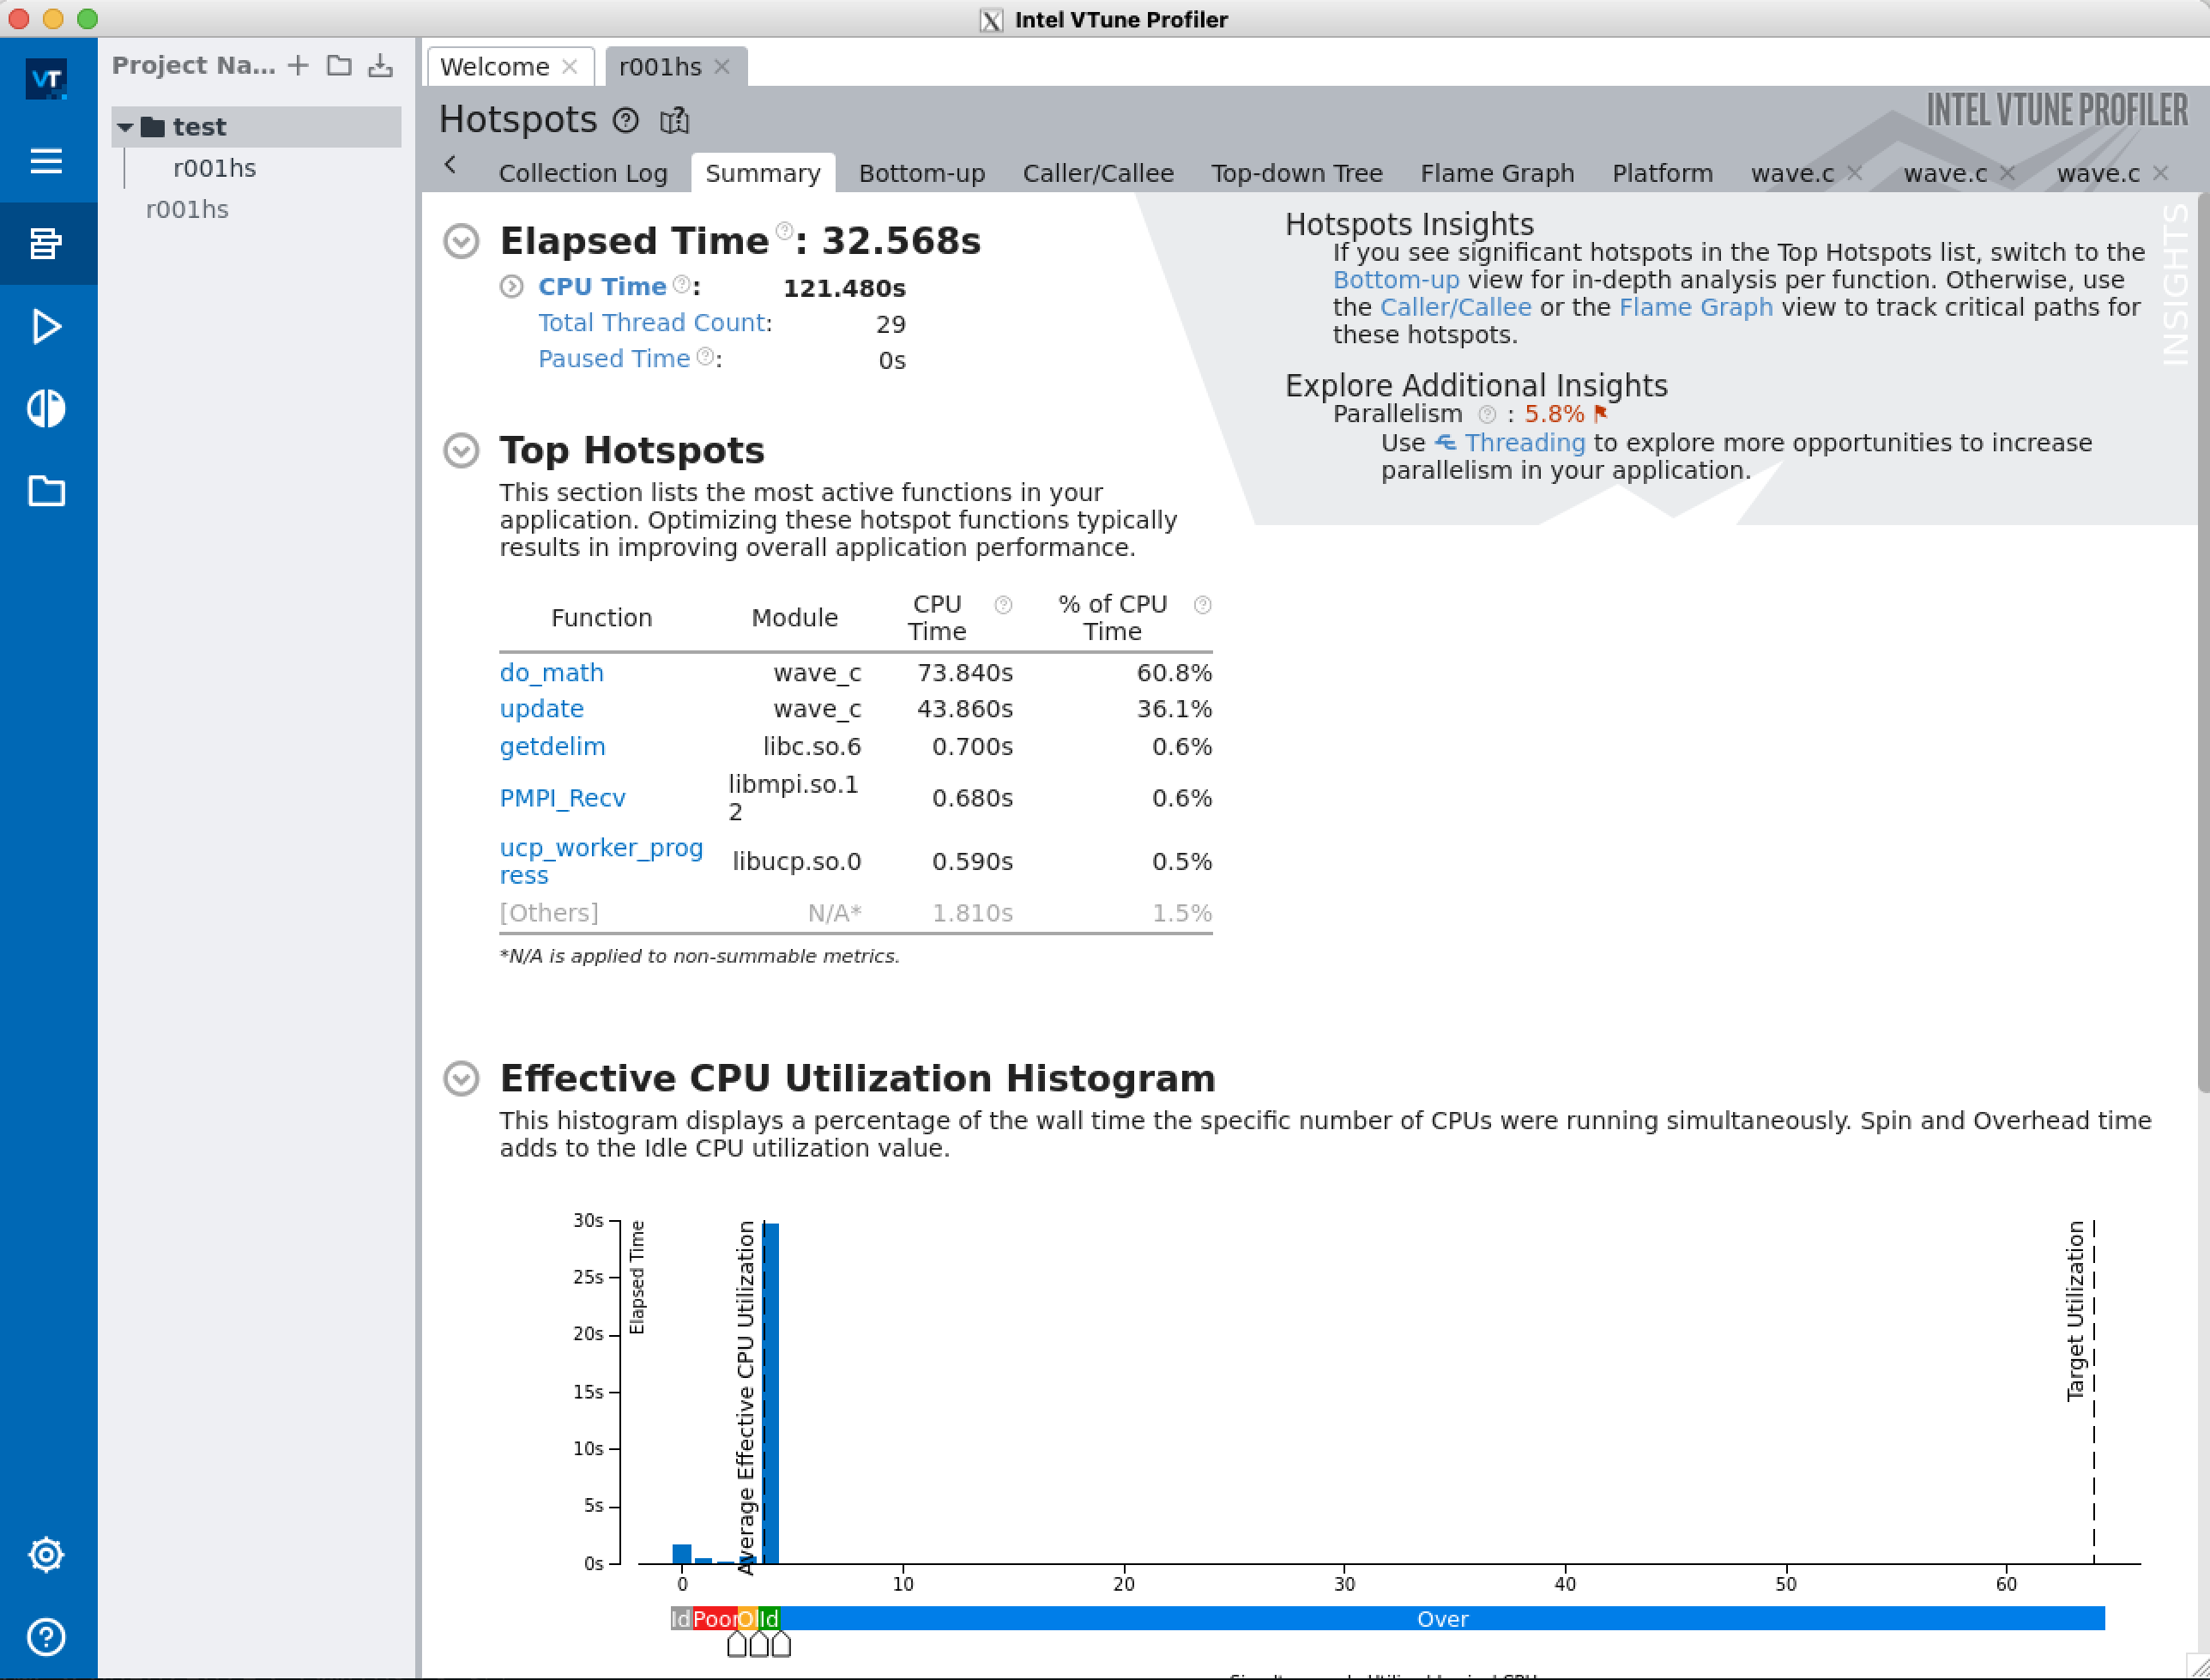 Intel VTune Profiler
VT
Project Na...
test
r001hs
r001hs
Welcome
r001hs
Hotspots
INTEL VTUNE PROFILER
Collection Log
Summary
Bottom-up
Caller/Callee
Top-down Tree
Flame Graph
Platform
wave.c
wave.c
wave.c
Elapsed Time ?: 32.568s
CPU Time ?: 121.480s
Total Thread Count: 29
Paused Time ?: 0s
Hotspots Insights
If you see significant hotspots in the Top Hotspots list, switch to the
Bottom-up view for in-depth analysis per function. Otherwise, use
the Caller/Callee or the Flame Graph view to track critical paths for
these hotspots.
Explore Additional Insights
Parallelism ? : 5.8%
Use Threading to explore more opportunities to increase
parallelism in your application.
INSIGHTS
Top Hotspots
This section lists the most active functions in your
application. Optimizing these hotspot functions typically
results in improving overall application performance.
Function Module CPU Time ? % of CPU Time ?
do_math wave_c 73.840s 60.8%
update wave_c 43.860s 36.1%
getdelim libc.so.6 0.700s 0.6%
PMPI_Recv libmpi.so.1
2 0.680s 0.6%
ucp_worker_prog
ress libucp.so.0 0.590s 0.5%
[Others] N/A* 1.810s 1.5%
*N/A is applied to non-summable metrics.
Effective CPU Utilization Histogram
This histogram displays a percentage of the wall time the specific number of CPUs were running simultaneously. Spin and Overhead time
adds to the Idle CPU utilization value.
30s
25s
20s
15s
10s
5s
0s
Elapsed Time
Average Effective CPU Utilization
Target Utilization
0 10 20 30 40 50 60
Id Poor O Id Over